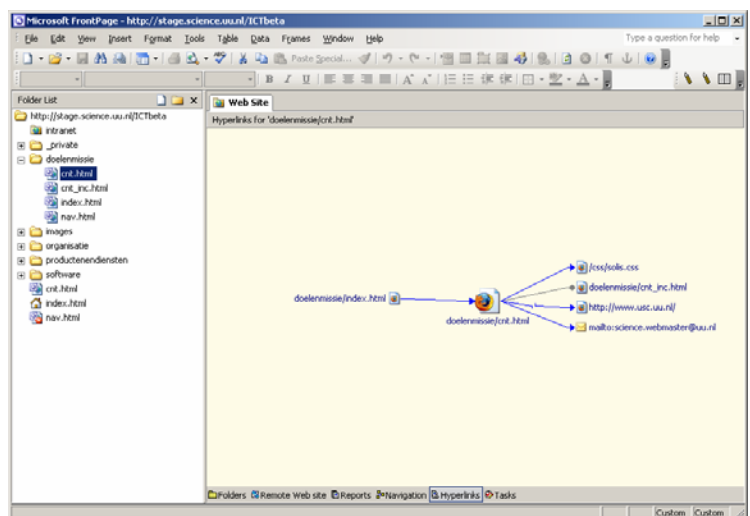 Microsoft FrontPage - http://stage.science.uu.nl/ICTbeta
File Edit View Insert Format Tools Table Data Frames Window Help
Type a question for help
Paste Special...
B I U
Folder List
Web Site
http://stage.science.uu.nl/ICTbeta
Hyperlinks for 'doelenmissie/cnt.html'
intranet
_private
doelenmissie
cnt.html
cnt_inc.html
index.html
nav.html
images
organisatie
productenendiensten
software
cnt.html
index.html
nav.html
doelenmissie/index.html
doelenmissie/cnt.html
/css/solis.css
doelenmissie/cnt_inc.html
http://www.usc.uu.nl/
mailto:science.webmaster@uu.nl
Folders Remote Web site Reports Navigation Hyperlinks Tasks
Custom Custom